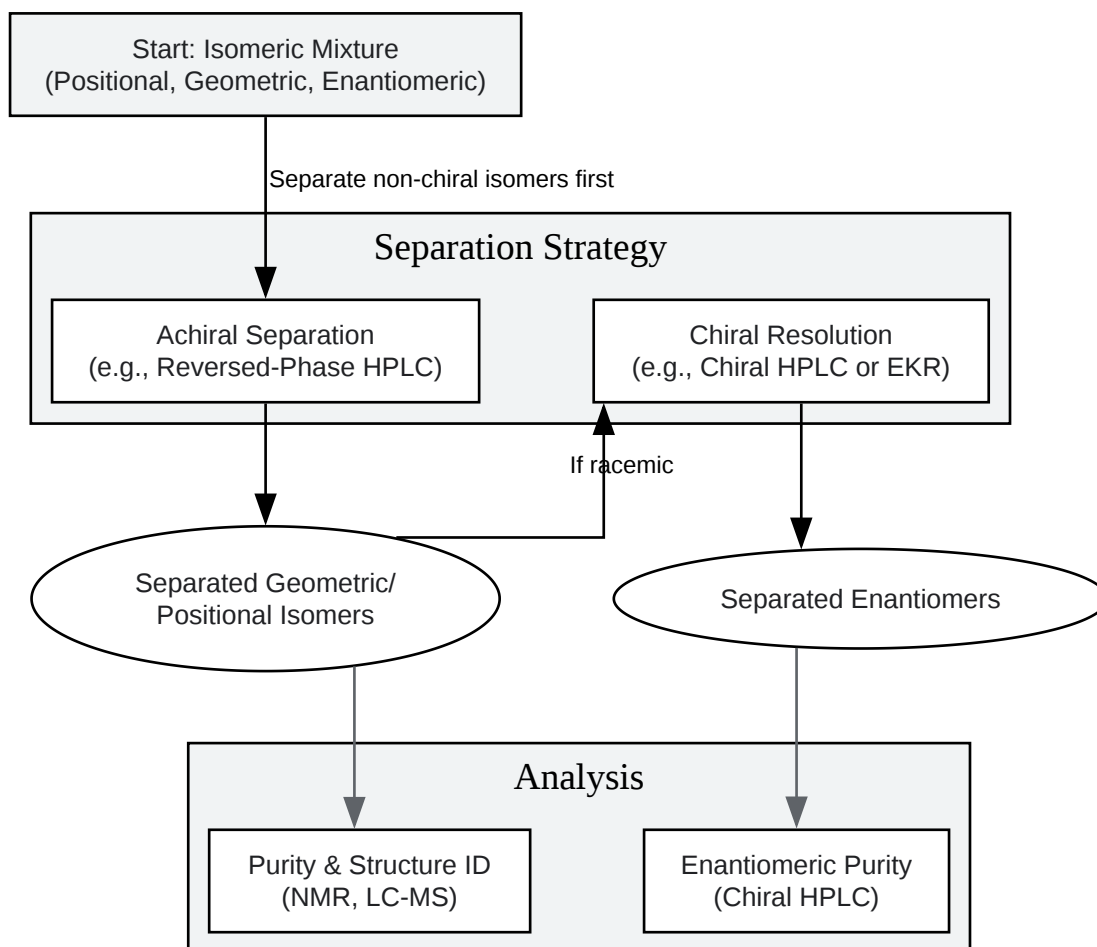 Start: Isomeric Mixture
(Positional, Geometric, Enantiomeric)
Separate non-chiral isomers first
Separation Strategy
Achiral Separation
(e.g., Reversed-Phase HPLC)
Chiral Resolution
(e.g., Chiral HPLC or EKR)
If racemic
Separated Geometric/
Positional Isomers
Separated Enantiomers
Analysis
Purity & Structure ID
(NMR, LC-MS)
Enantiomeric Purity
(Chiral HPLC)